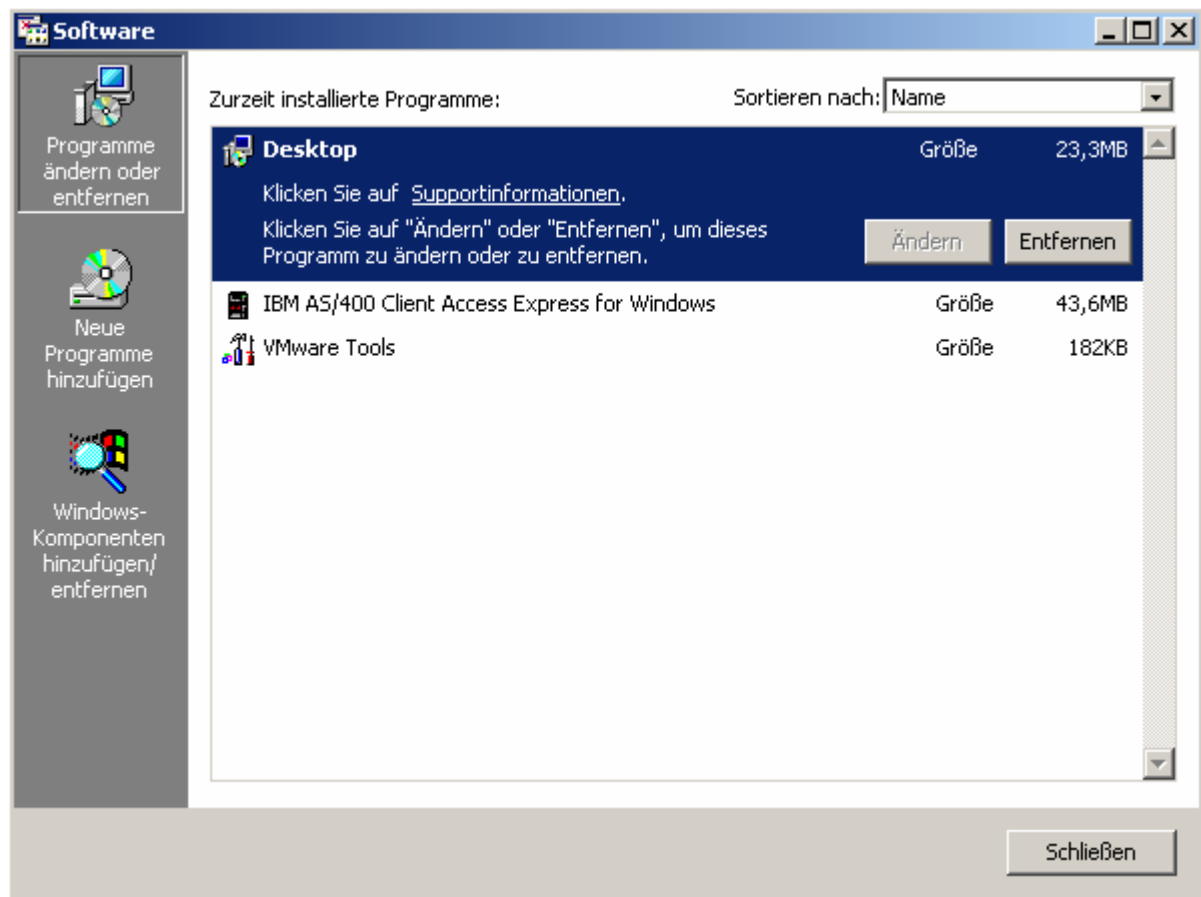 Software
Programme
ändern oder
entfernen
Neue
Programme
hinzufügen
Windows-
Komponenten
hinzufügen/
entfernen
Zurzeit installierte Programme:
Sortieren nach: Name
Desktop Größe 23,3MB
Klicken Sie auf Supportinformationen.
Klicken Sie auf "Ändern" oder "Entfernen", um dieses
Programm zu ändern oder zu entfernen.
Ändern Entfernen
IBM AS/400 Client Access Express for Windows Größe 43,6MB
VMware Tools Größe 182KB
Schließen